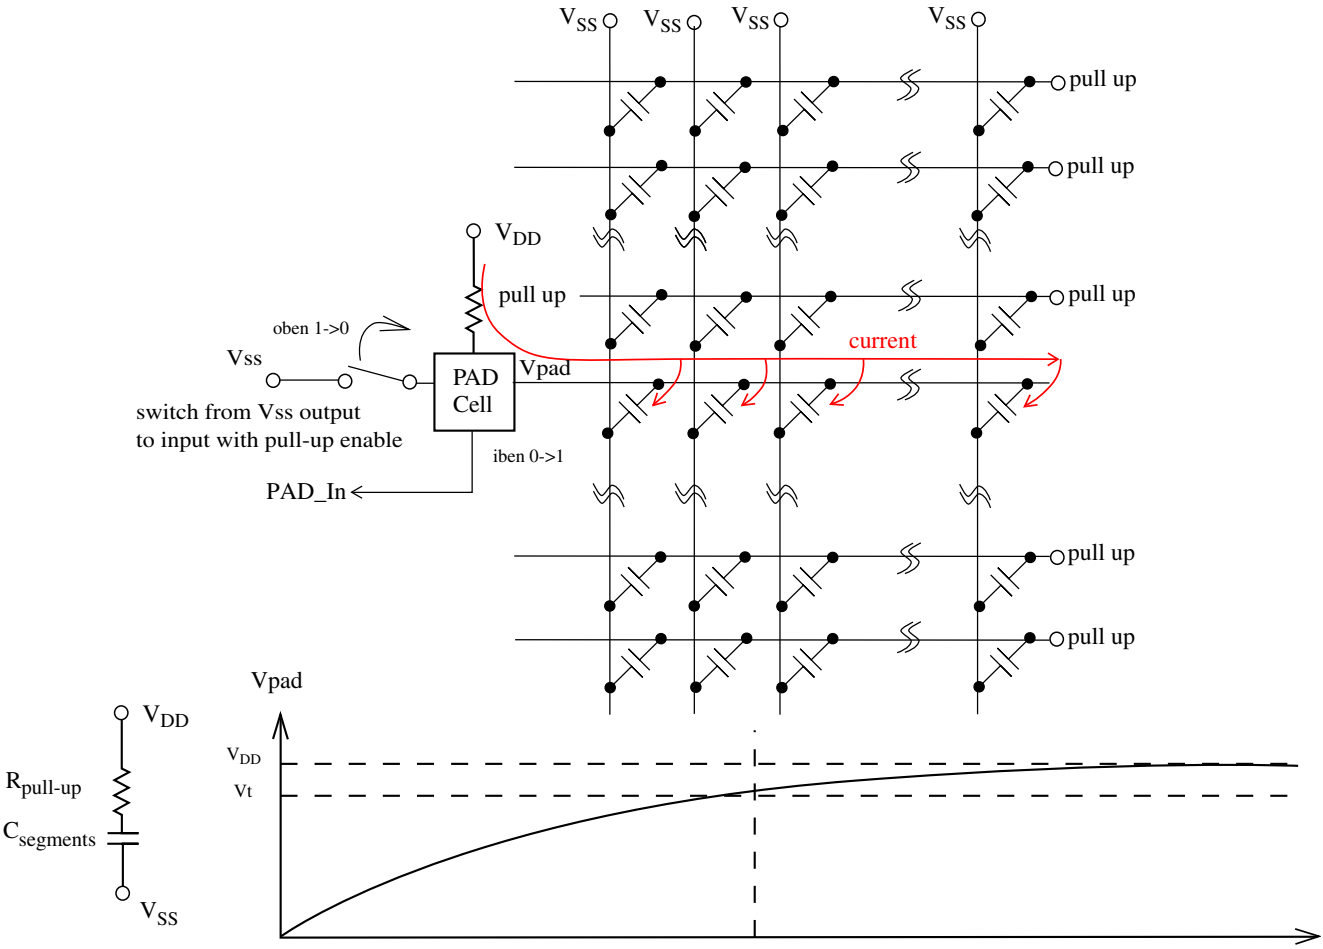 VSS VSS VSS VSS
pull up
pull up
VDD
pull up
pull up
oben 1->0
current
Vss
Vpad
PAD
Cell
switch from Vss output
to input with pull-up enable
iben 0->1
PAD_In
pull up
pull up
Vpad
VDD
VDD
Rpull-up
Vt
Csegments
VSS